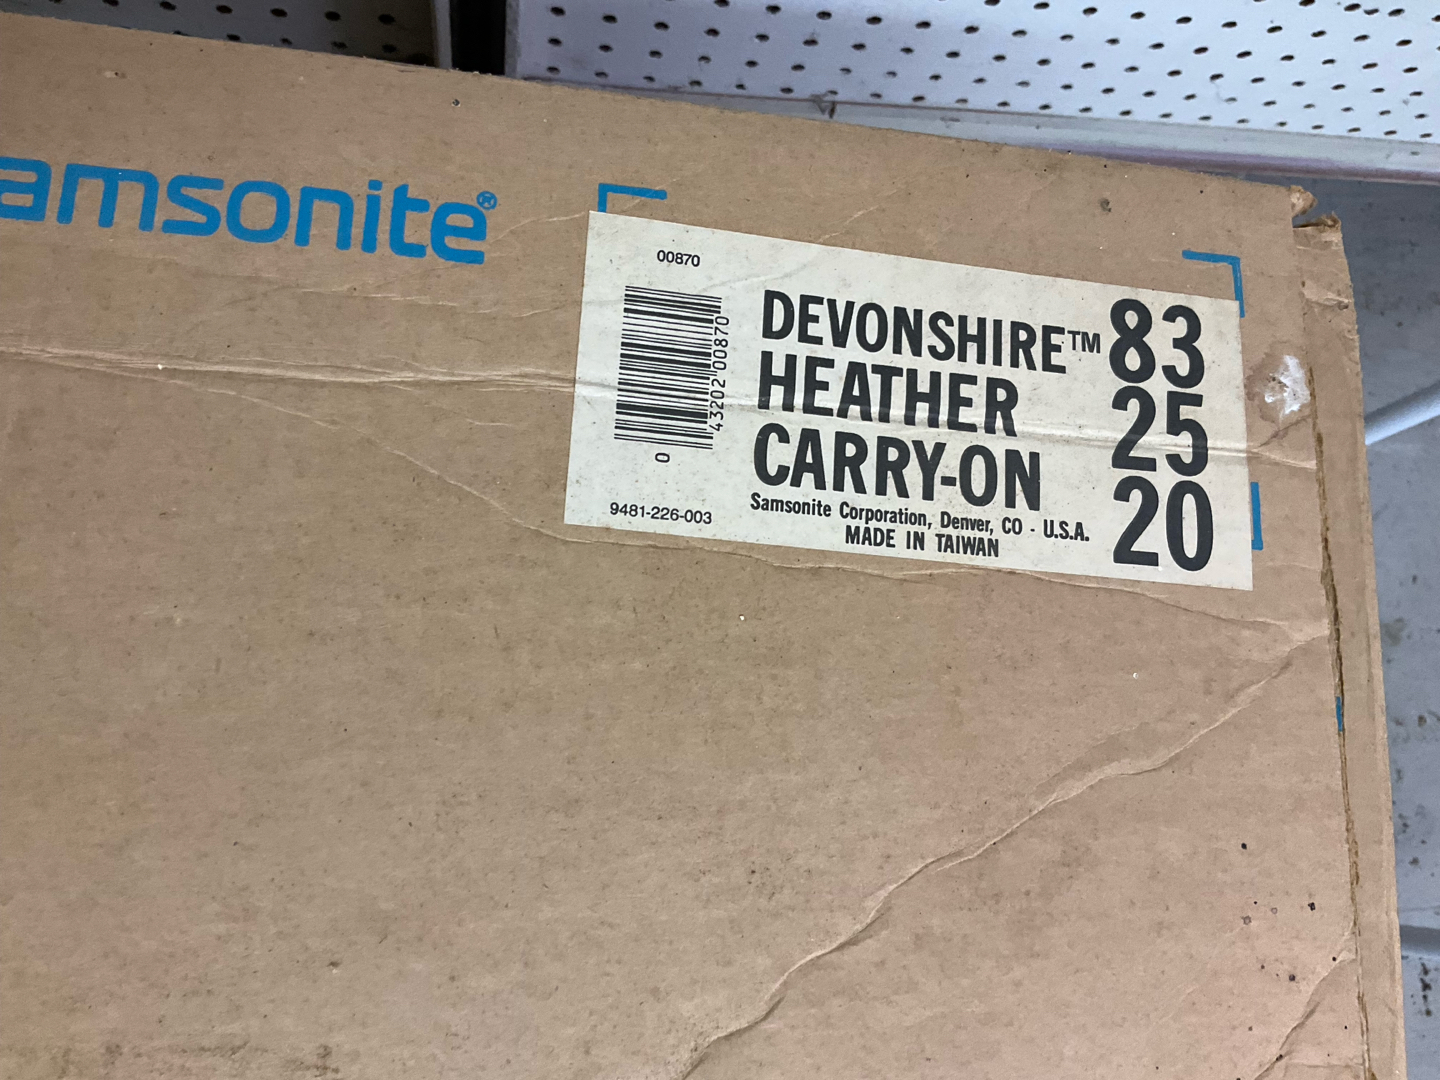 amsonite®
00870
43202 00870
0
9481-226-003
DEVONSHIRE™ 83
HEATHER 25
CARRY-ON 20
Samsonite Corporation, Denver, CO - U.S.A.
MADE IN TAIWAN